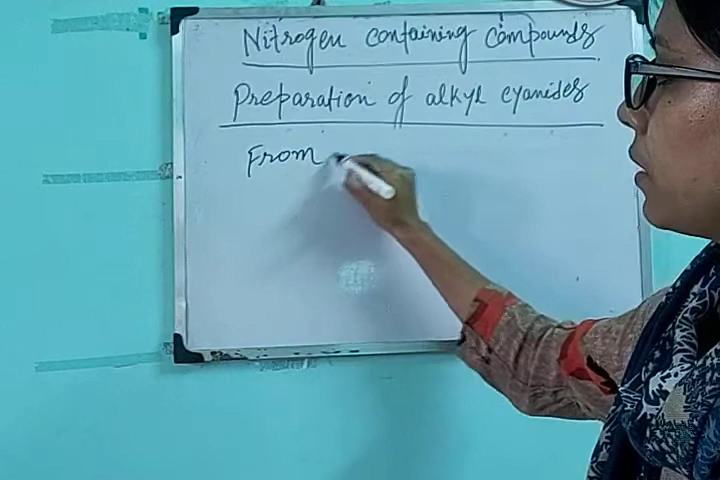 Nitrogen containing compounds
Preparation of alkyl cyanides
From